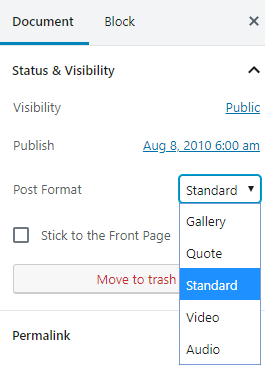 Document Block ×
Status & Visibility
Visibility Public
Publish Aug 8, 2010 6:00 am
Post Format Standard
Gallery
Stick to the Front Page
Quote
Standard
Move to trash
Video
Permalink
Audio